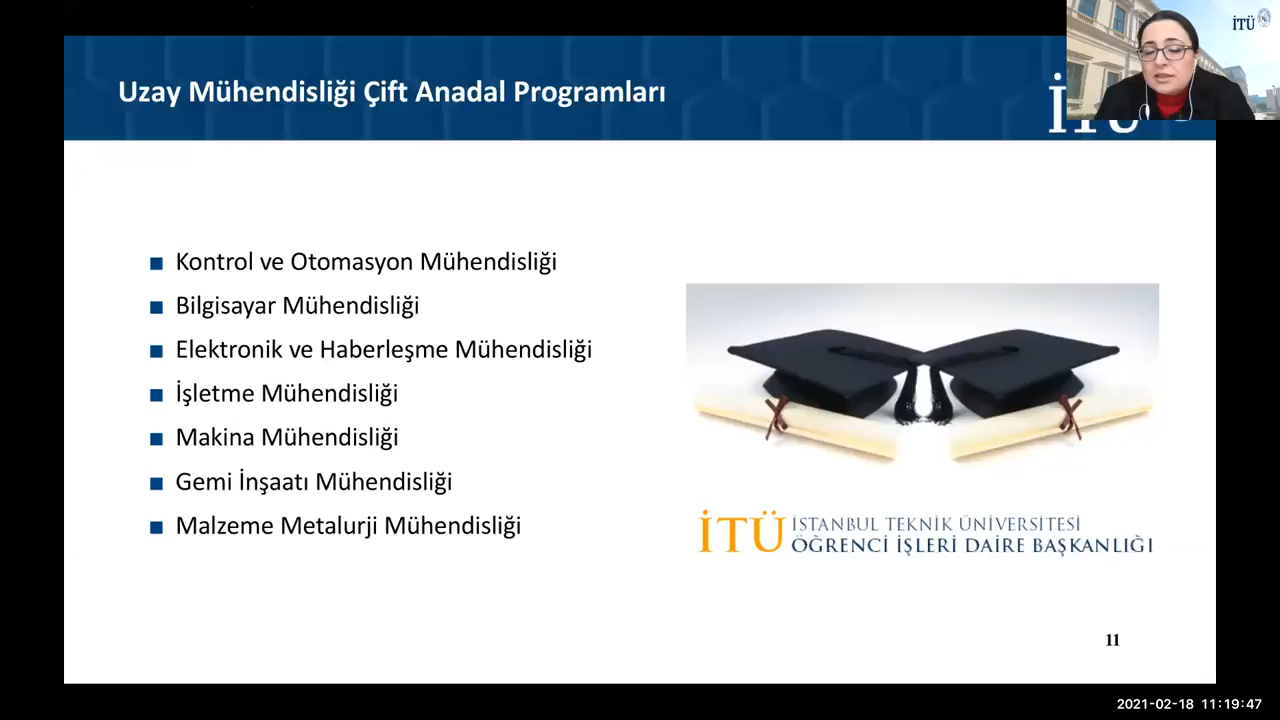 Uzay Mühendisliği Çift Anadal Programları
İTÜ
İTÜ
Kontrol ve Otomasyon Mühendisliği
Bilgisayar Mühendisliği
Elektronik ve Haberleşme Mühendisliği
İşletme Mühendisliği
Makina Mühendisliği
Gemi İnşaatı Mühendisliği
Malzeme Metalurji Mühendisliği
İTÜ İSTANBUL TEKNİK ÜNİVERSİTESİ
ÖĞRENCİ İŞLERİ DAİRE BAŞKANLIĞI
11
2021-02-18 11:19:47